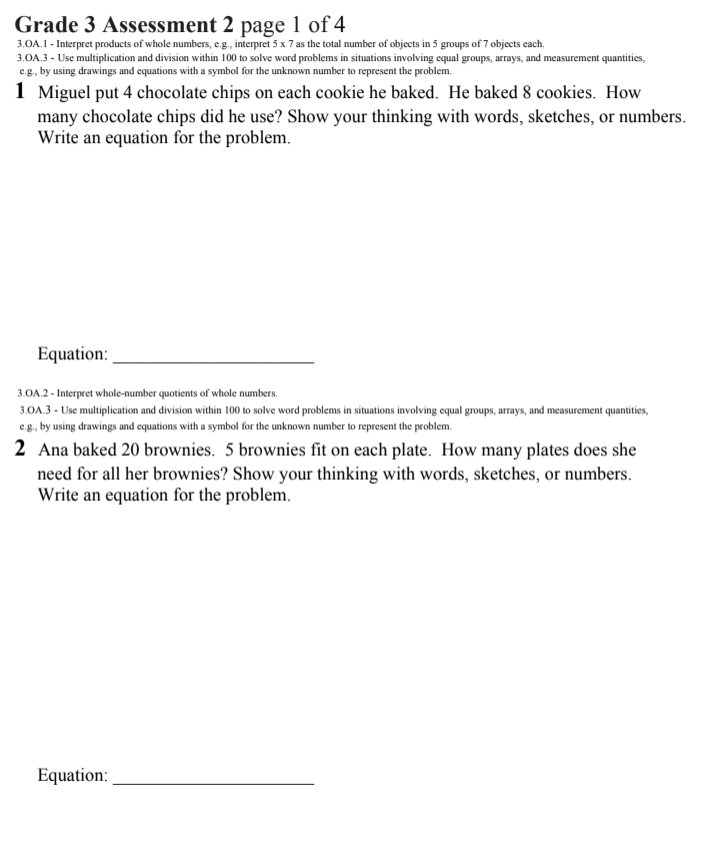 Grade 3 Assessment 2 page 1 of 4
3.OA.1 - Interpret products of whole numbers, e.g., interpret 5 x 7 as the total number of objects in 5 groups of 7 objects each.
3.OA.3 - Use multiplication and division within 100 to solve word problems in situations involving equal groups, arrays, and measurement quantities,
e.g., by using drawings and equations with a symbol for the unknown number to represent the problem.
1 Miguel put 4 chocolate chips on each cookie he baked. He baked 8 cookies. How
many chocolate chips did he use? Show your thinking with words, sketches, or numbers.
Write an equation for the problem.
Equation: ______________________
3.OA.2 - Interpret whole-number quotients of whole numbers.
3.OA.3 - Use multiplication and division within 100 to solve word problems in situations involving equal groups, arrays, and measurement quantities,
e.g., by using drawings and equations with a symbol for the unknown number to represent the problem.
2 Ana baked 20 brownies. 5 brownies fit on each plate. How many plates does she
need for all her brownies? Show your thinking with words, sketches, or numbers.
Write an equation for the problem.
Equation: ______________________